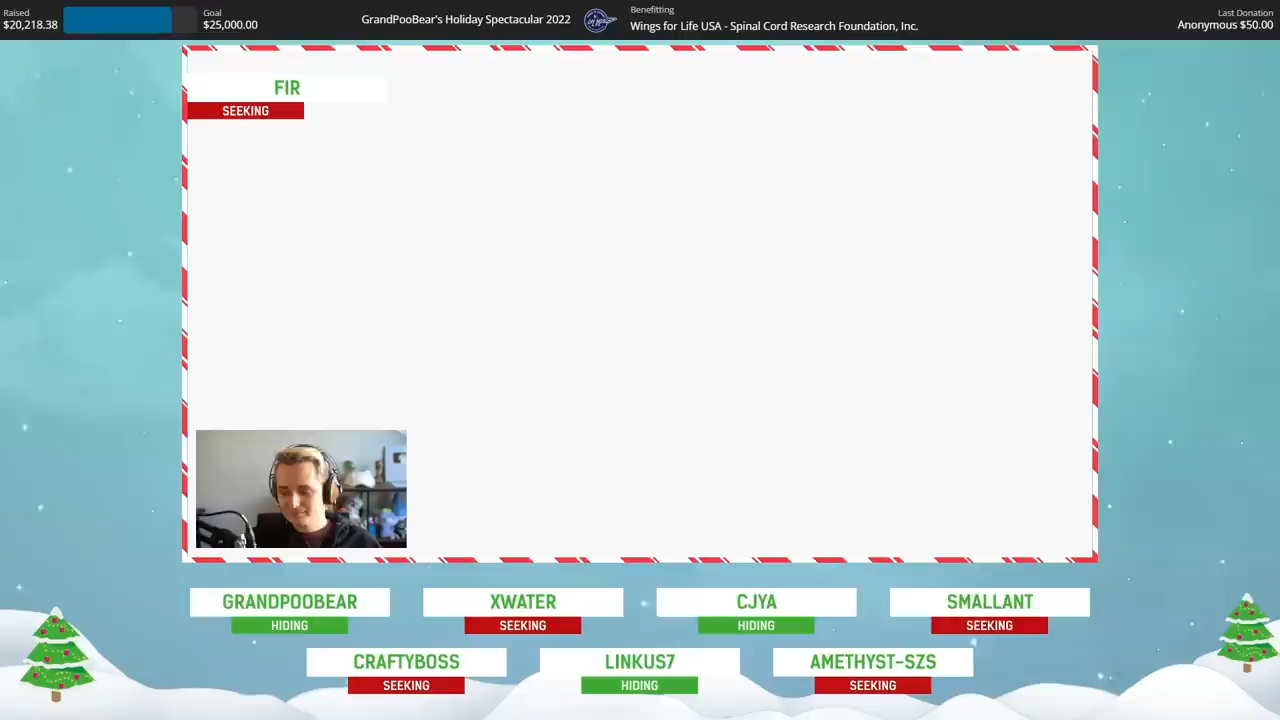 Raised
$20,218.38
Goal
$25,000.00
GrandPooBear's Holiday Spectacular 2022
Benefitting
Wings for Life USA - Spinal Cord Research Foundation, Inc.
Last Donation
Anonymous $50.00
FIR
SEEKING
GRANDPOOBEAR
HIDING
XWATER
SEEKING
CJYA
HIDING
SMALLANT
SEEKING
CRAFTYBOSS
SEEKING
LINKUS7
HIDING
AMETHYST-SZS
SEEKING